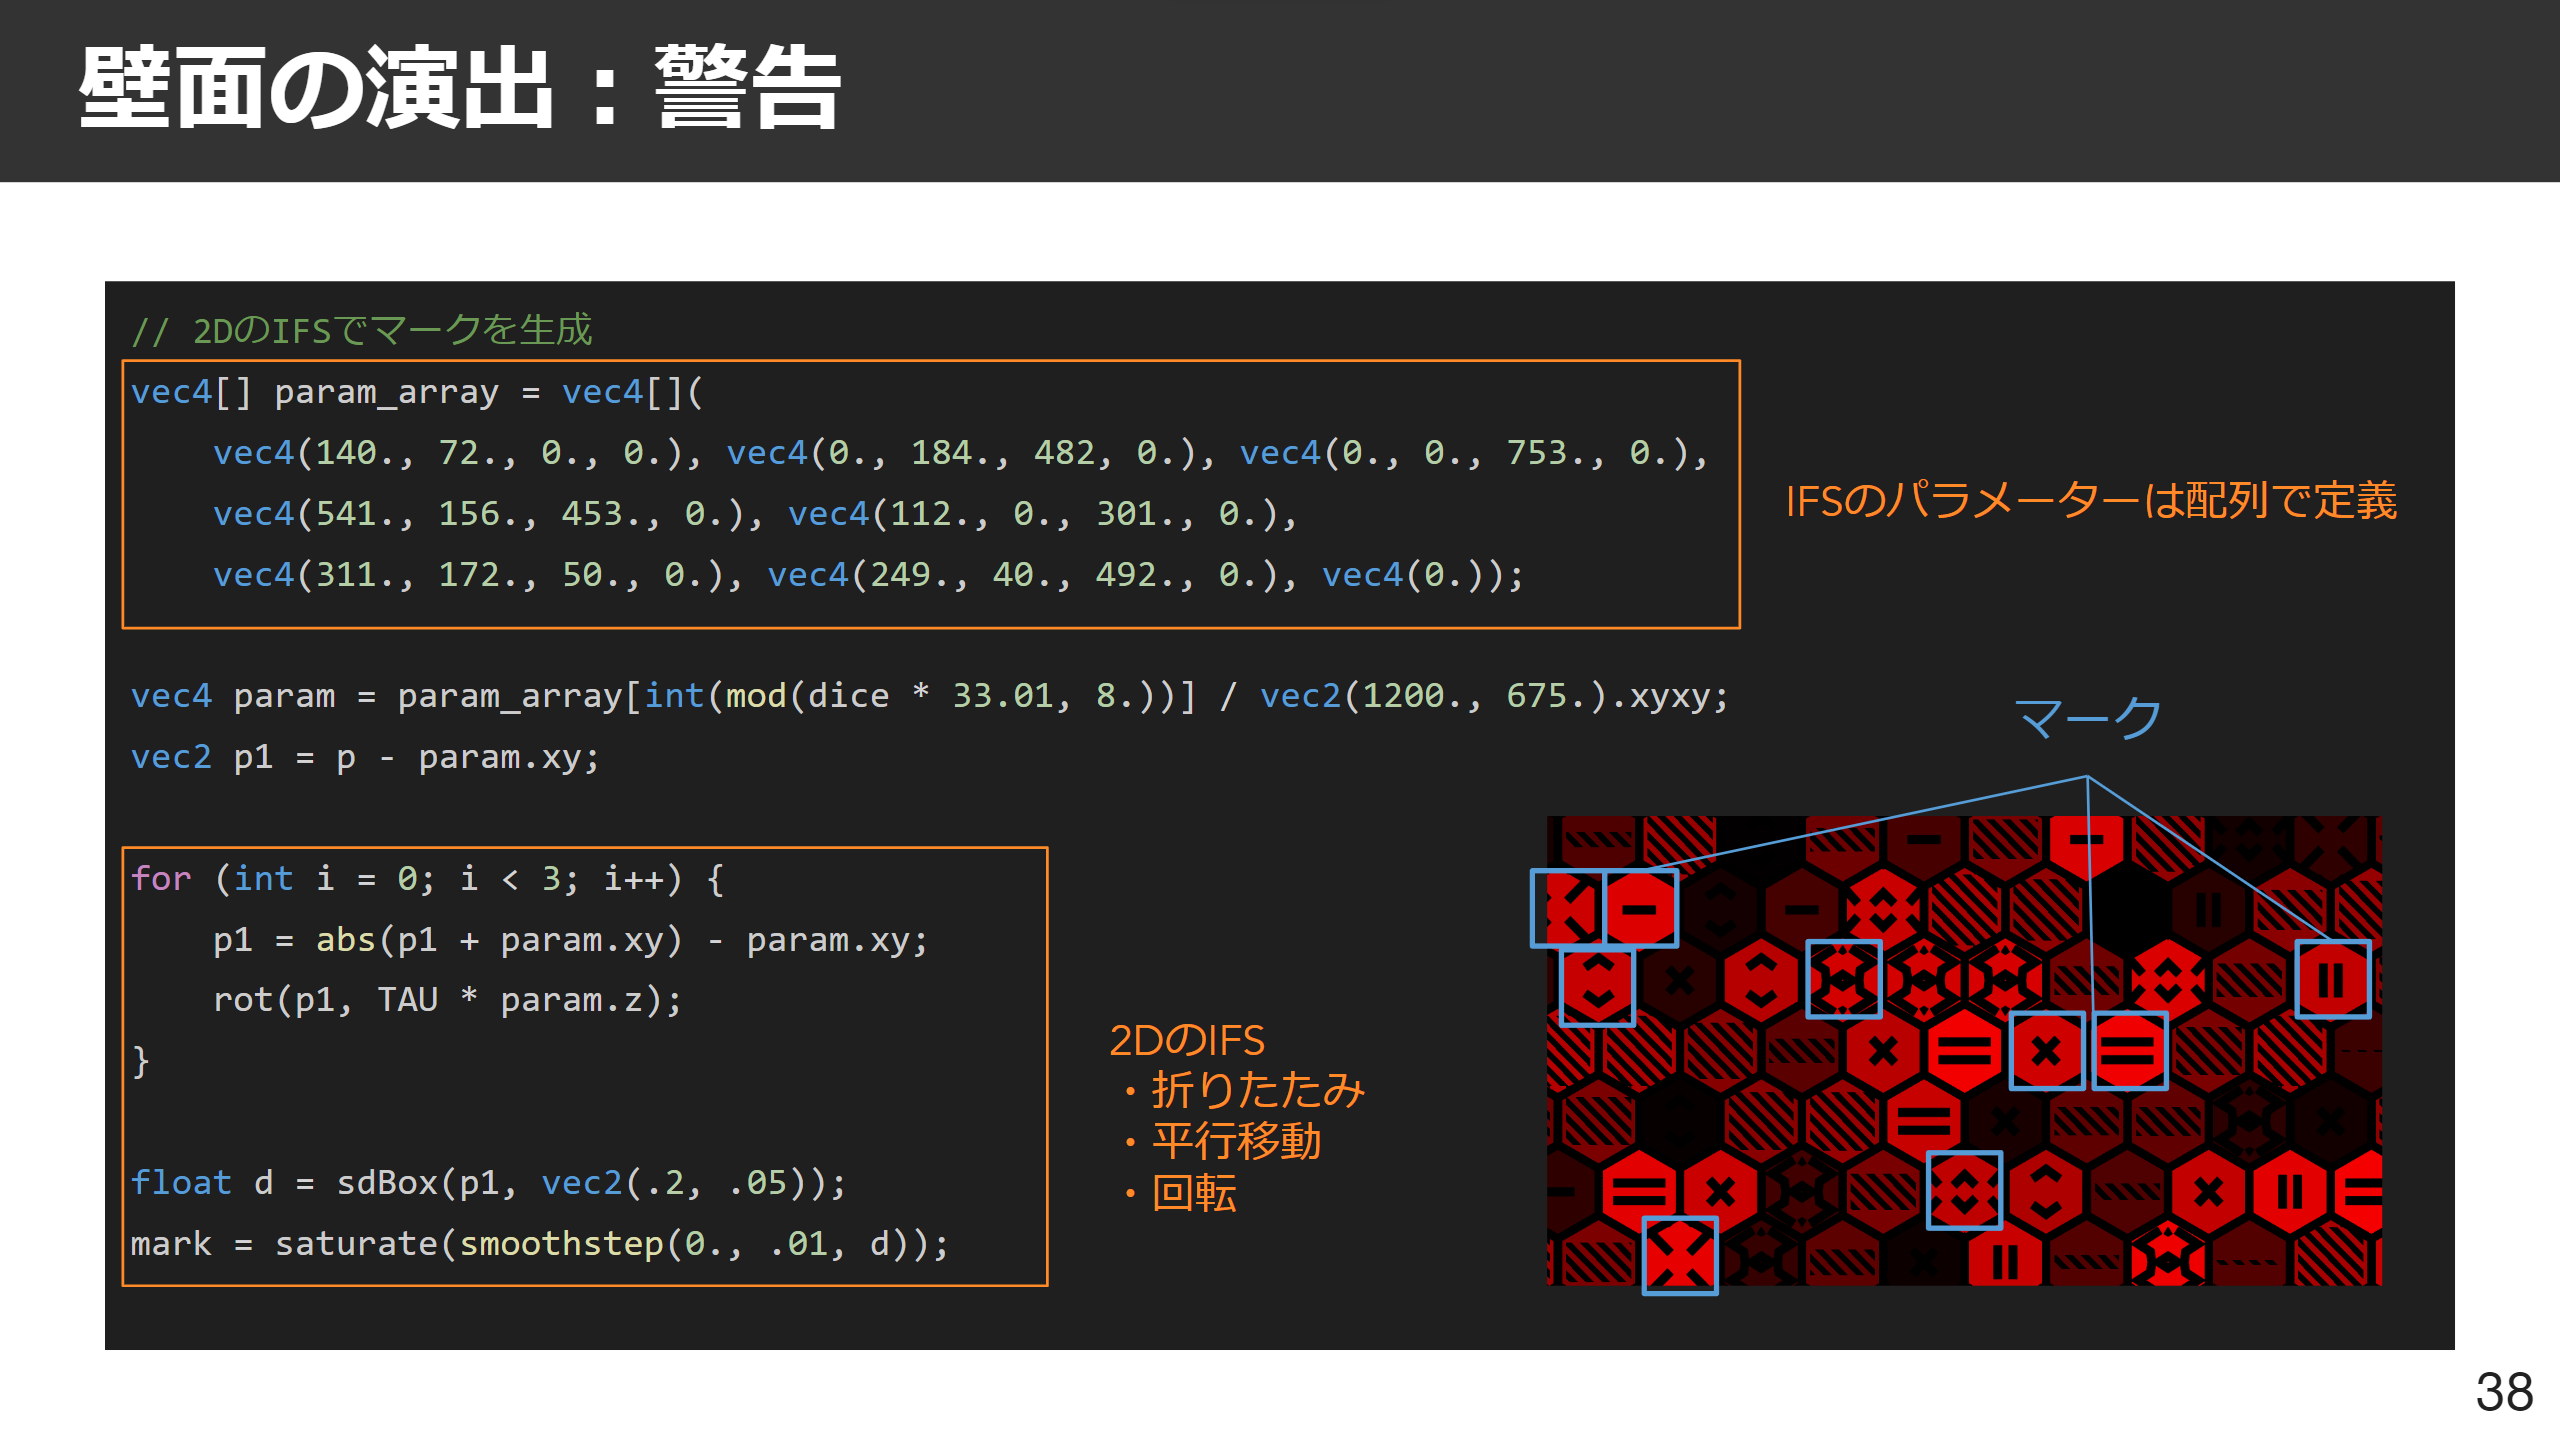 壁面の演出：警告
// 2DのIFSでマークを生成
vec4[] param_array = vec4[](
    vec4(140., 72., 0., 0.), vec4(0., 184., 482, 0.), vec4(0., 0., 753., 0.),
    vec4(541., 156., 453., 0.), vec4(112., 0., 301., 0.),
    vec4(311., 172., 50., 0.), vec4(249., 40., 492., 0.), vec4(0.));
IFSのパラメーターは配列で定義
vec4 param = param_array[int(mod(dice * 33.01, 8.))] / vec2(1200., 675.).xyxy;
vec2 p1 = p - param.xy;
マーク
for (int i = 0; i < 3; i++) {
    p1 = abs(p1 + param.xy) - param.xy;
    rot(p1, TAU * param.z);
}
float d = sdBox(p1, vec2(.2, .05));
mark = saturate(smoothstep(0., .01, d));
2DのIFS
・折りたたみ
・平行移動
・回転
38